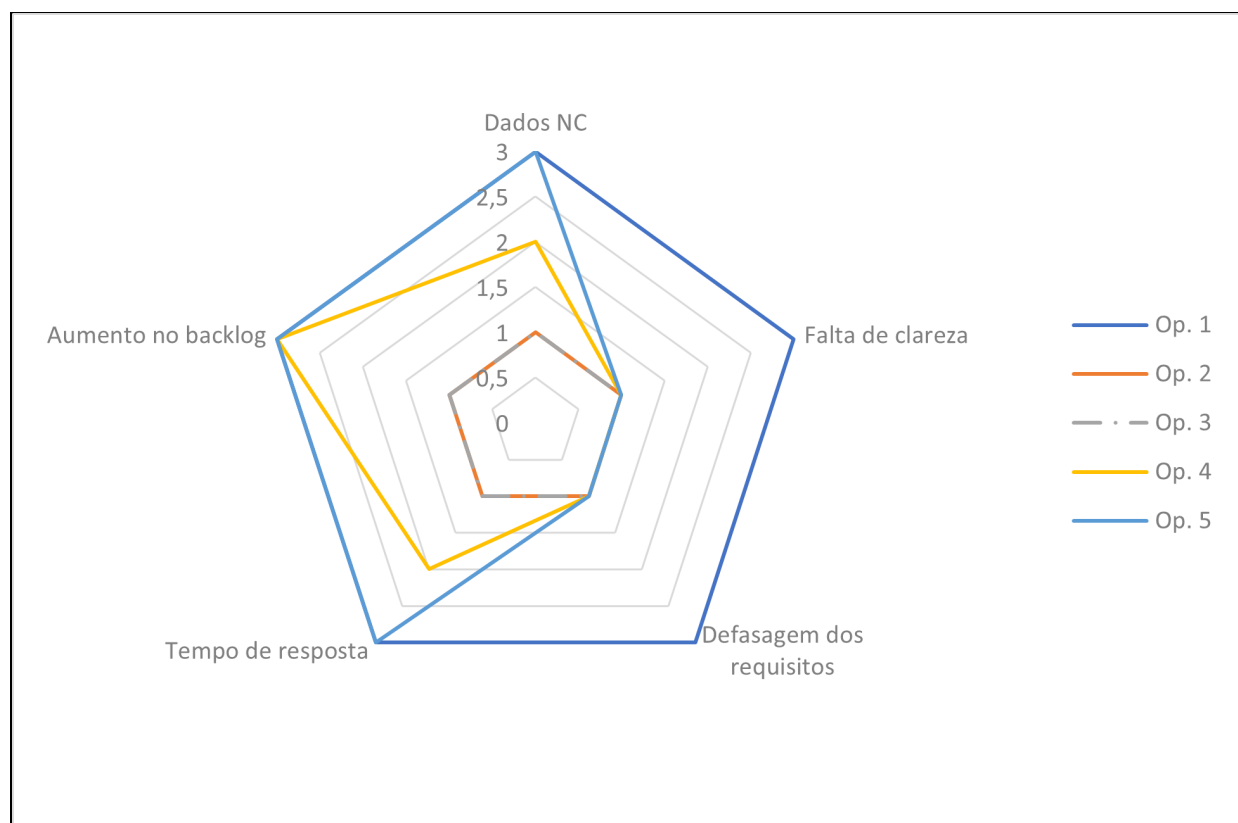 Dados NC
3
2,5
2
1,5
1
0,5
0
Aumento no backlog
Falta de clareza
Tempo de resposta
Defasagem dos
requisitos
Op. 1
Op. 2
Op. 3
Op. 4
Op. 5